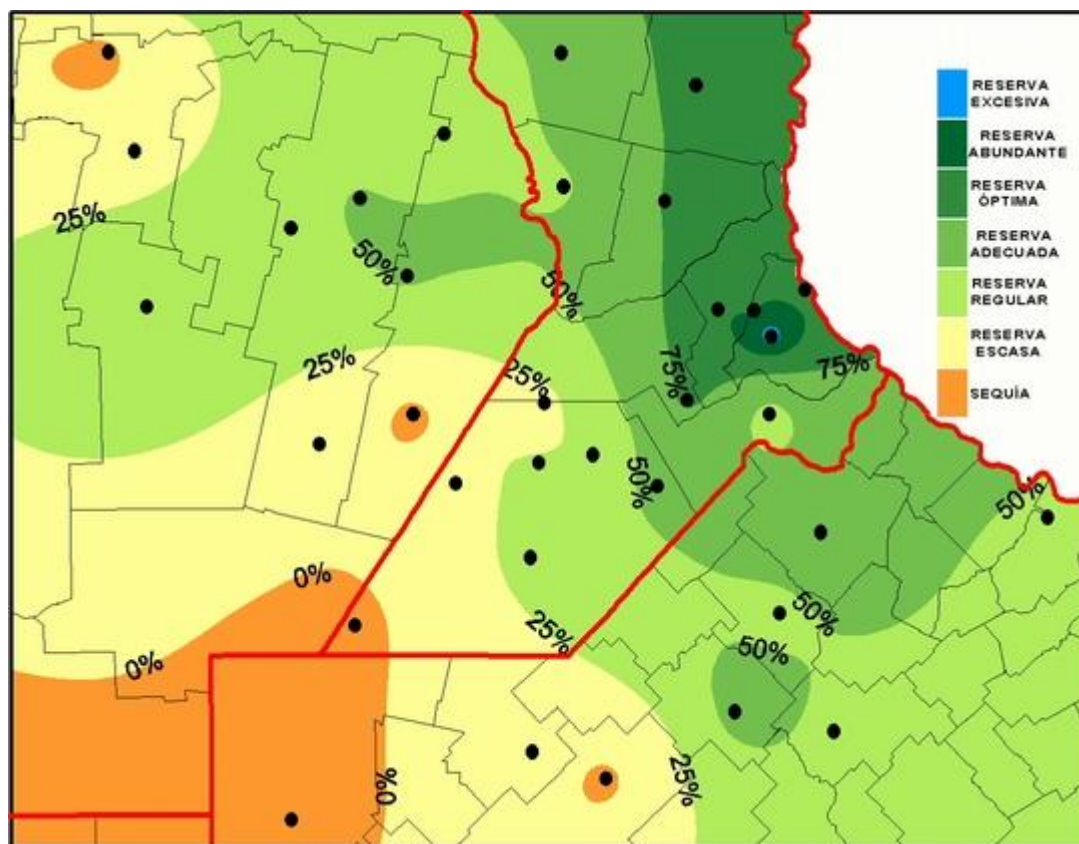 RESERVA
EXCESIVA
RESERVA
ABUNDANTE
RESERVA
ÓPTIMA
RESERVA
ADECUADA
RESERVA
REGULAR
RESERVA
ESCASA
SEQUÍA
25%
50%
50%
25%
25%
75%
75%
50%
50%
0%
25%
50%
50%
0%
0%
25%